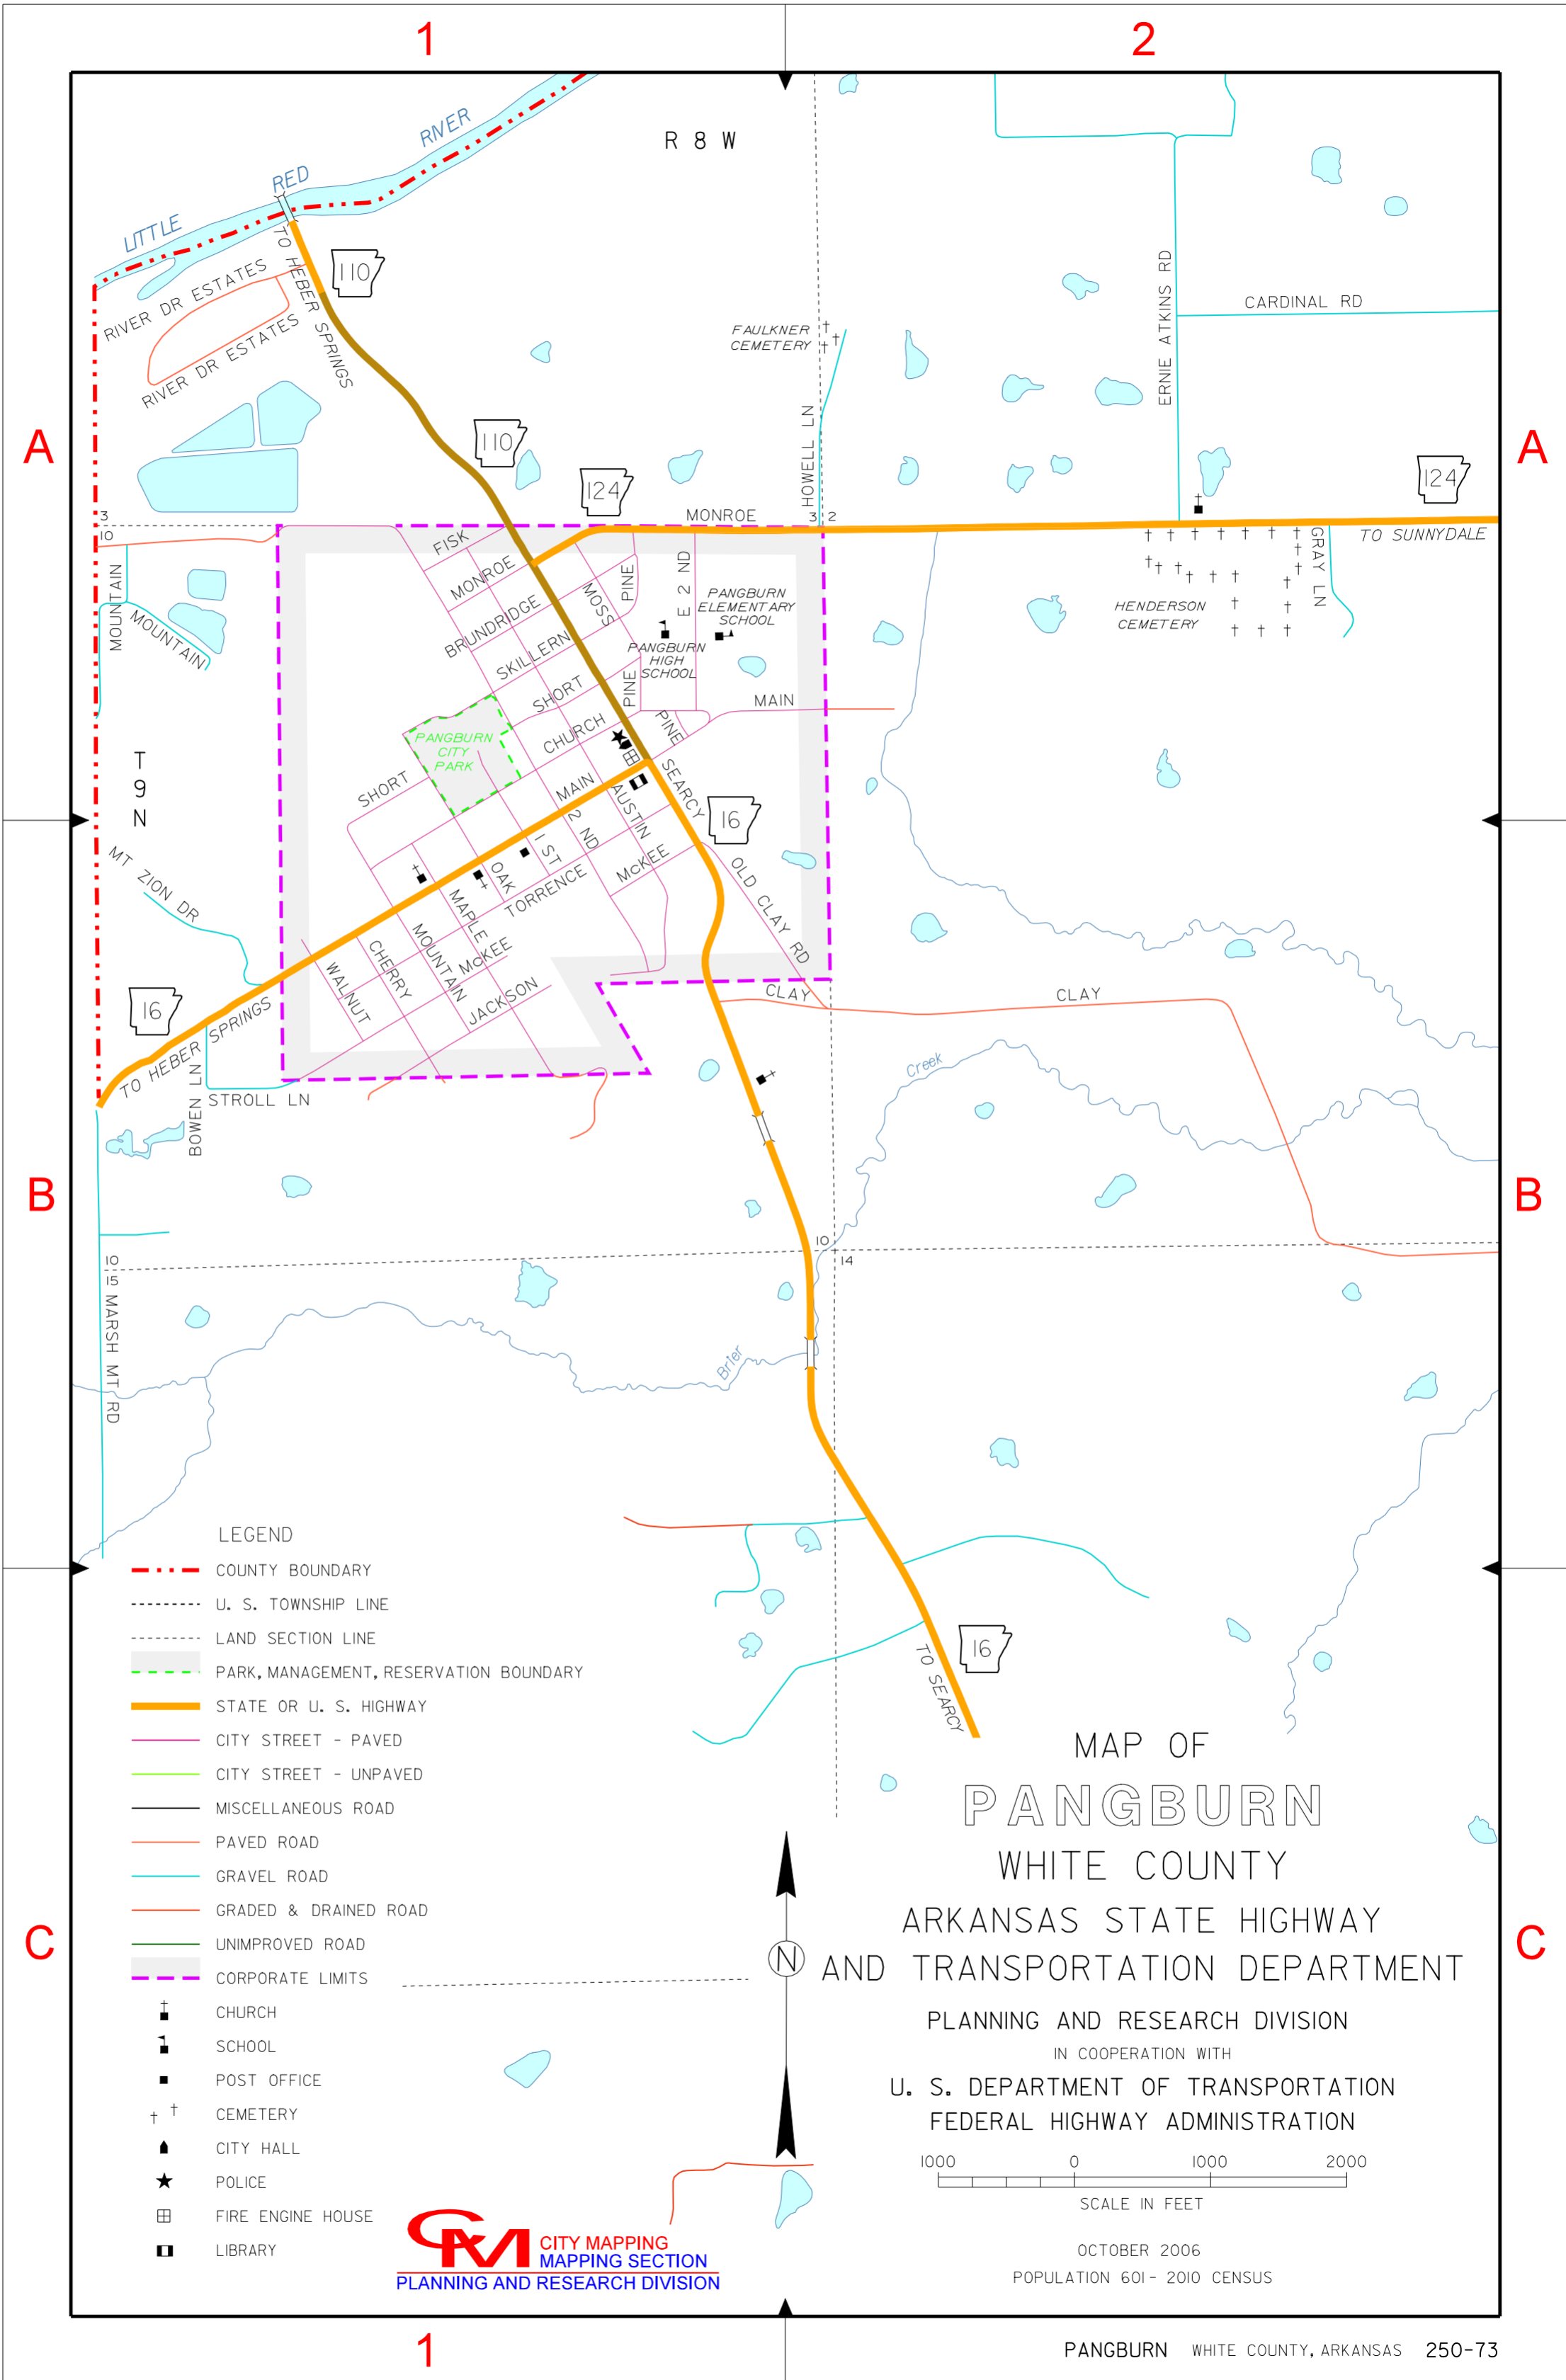 1
2
RIVER
RED
LITTLE
R 8 W
TO HEBER SPRINGS
110
RIVER DR ESTATES
RIVER DR ESTATES
FAULKNER
CEMETERY
ERNIE ATKINS RD
CARDINAL RD
A
A
110
124
HOWELL LN
124
3
10
MONROE
3 2
TO SUNNYDALE
GRAY LN
FISK
MONROE
BRUNDRIDGE
SKILLERN
SHORT
CHURCH
MOSS
PINE
E 2 ND
PANGBURN
ELEMENTARY
SCHOOL
PANGBURN
HIGH
SCHOOL
HENDERSON
CEMETERY
MOUNTAIN
MOUNTAIN
PINE
PINE
MAIN
PANGBURN
CITY
PARK
SHORT
MAIN
AUSTIN
SEARCY
16
T
9
N
MT ZION DR
2 ND
1 ST
OAK
McKEE
TORRENCE
OLD CLAY RD
MAPLE
MOUNTAIN
CHERRY
WALNUT
McKEE
JACKSON
CLAY
CLAY
16
TO HEBER SPRINGS
BOWEN LN
STROLL LN
Creek
B
B
10
14
10
15
MARSH MT RD
Brier
16
TO SEARCY
LEGEND
COUNTY BOUNDARY
U. S. TOWNSHIP LINE
LAND SECTION LINE
PARK, MANAGEMENT, RESERVATION BOUNDARY
STATE OR U. S. HIGHWAY
CITY STREET - PAVED
CITY STREET - UNPAVED
MISCELLANEOUS ROAD
PAVED ROAD
GRAVEL ROAD
GRADED & DRAINED ROAD
UNIMPROVED ROAD
CORPORATE LIMITS
CHURCH
SCHOOL
POST OFFICE
CEMETERY
CITY HALL
POLICE
FIRE ENGINE HOUSE
LIBRARY
C
C
N
MAP OF
PANGBURN
WHITE COUNTY
ARKANSAS STATE HIGHWAY
AND TRANSPORTATION DEPARTMENT
PLANNING AND RESEARCH DIVISION
IN COOPERATION WITH
U. S. DEPARTMENT OF TRANSPORTATION
FEDERAL HIGHWAY ADMINISTRATION
1000 0 1000 2000
SCALE IN FEET
OCTOBER 2006
POPULATION 601 - 2010 CENSUS
CM
CITY MAPPING
MAPPING SECTION
PLANNING AND RESEARCH DIVISION
1
PANGBURN WHITE COUNTY, ARKANSAS 250-73